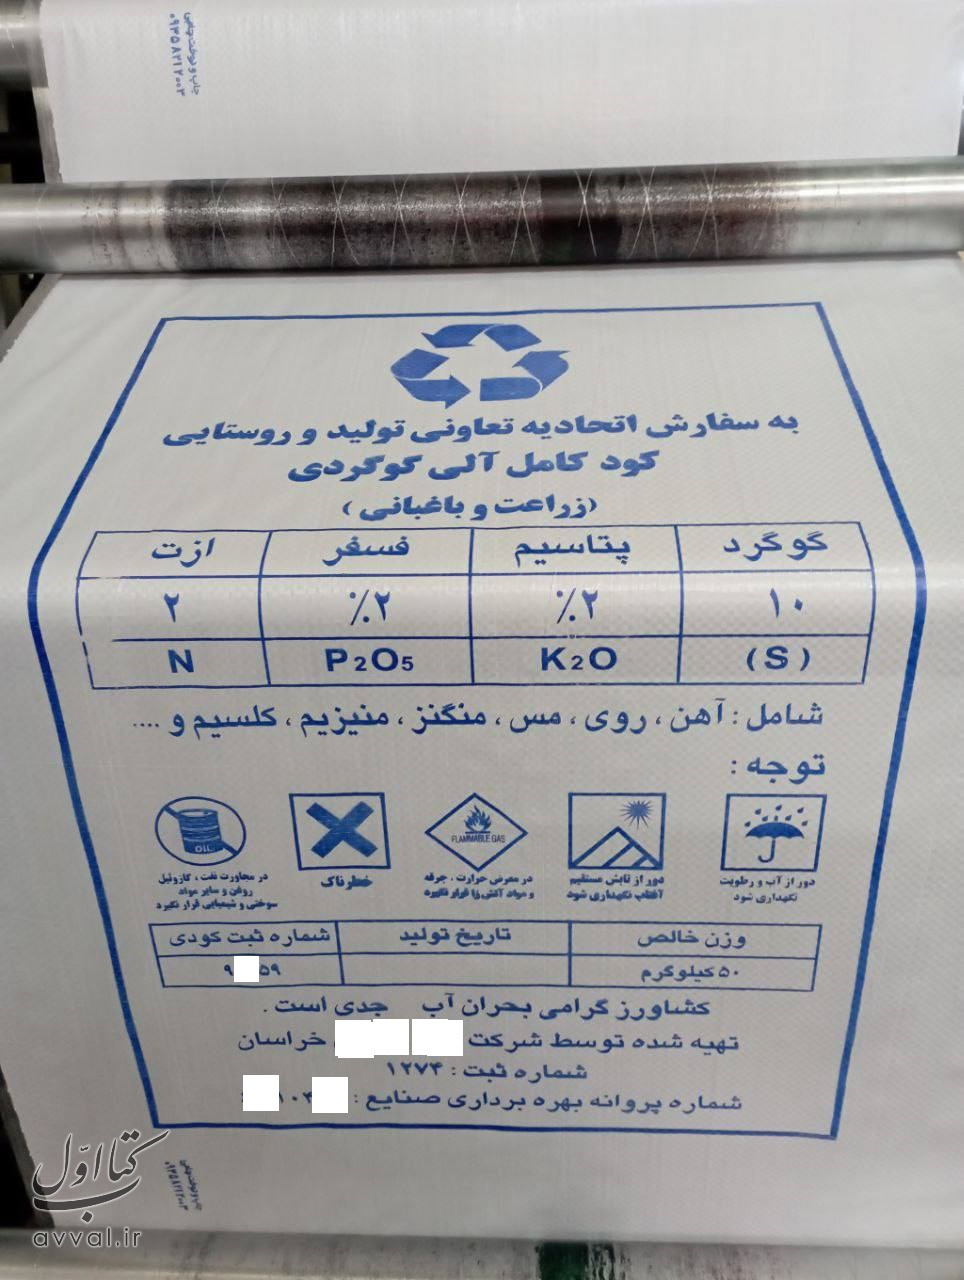 به سفارش اتحادیه تعاونی تولید و روستایی
کود کامل آلی گوگردی
(زراعت و باغبانی)
گوگرد پتاسیم فسفر ازت
۱۰ ٪۲ ٪۲ ۲
(S) K2O P2O5 N
شامل : آهن ، روی ، مس ، منگنز ، منیزیم ، کلسیم و ....
توجه :
FLAMMABLE GAS
OIL
دور از آب و رطوبت
نگهداری شود
دور از تابش مستقیم
آفتاب نگهداری شود
در معرض حرارت ، جرقه
و مواد آتش زا قرار نگیرد
خطرناک
در مجاورت نفت ، گازوئیل
روغن و سایر مواد
سوختی و شیمیایی قرار نگیرد
وزن خالص تاریخ تولید شماره ثبت کودی
۵۰ کیلوگرم ۹ ۵۹
کشاورز گرامی بحران آب جدی است .
تهیه شده توسط شرکت خراسان
شماره ثبت : ۱۲۷۴
شماره پروانه بهره برداری صنایع : ۱۰۴
کتاب اول
avval.ir